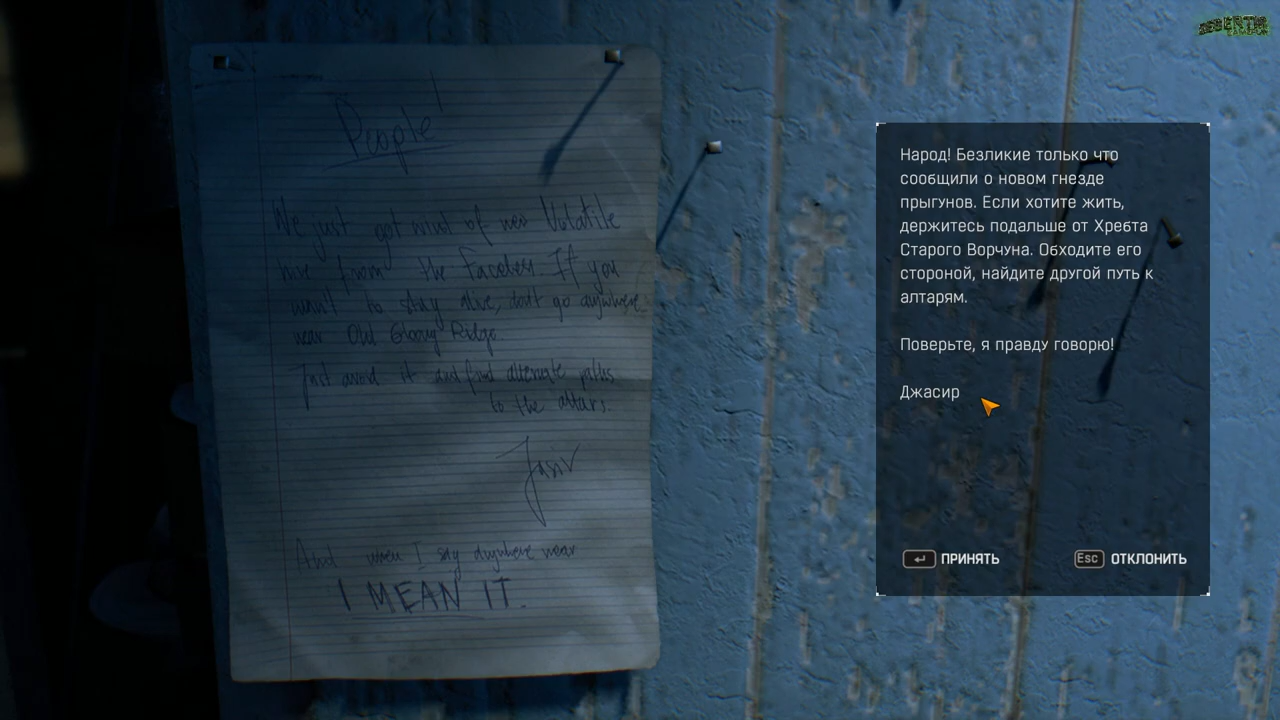 People!
We just got wind of new Volatile
hive from the Faceless. If you
want to stay alive, don't go anywhere
near Old Groovy Ridge
Just avoid it and find alternate paths
to the altars.
Jasir
And when I say anywhere near
I MEAN IT.
Народ! Безликие только что
сообщили о новом гнезде
прыгунов. Если хотите жить,
держитесь подальше от Хребта
Старого Ворчуна. Обходите его
стороной, найдите другой путь к
алтарям.
Поверьте, я правду говорю!
Джасир
ПРИНЯТЬ
Esc ОТКЛОНИТЬ